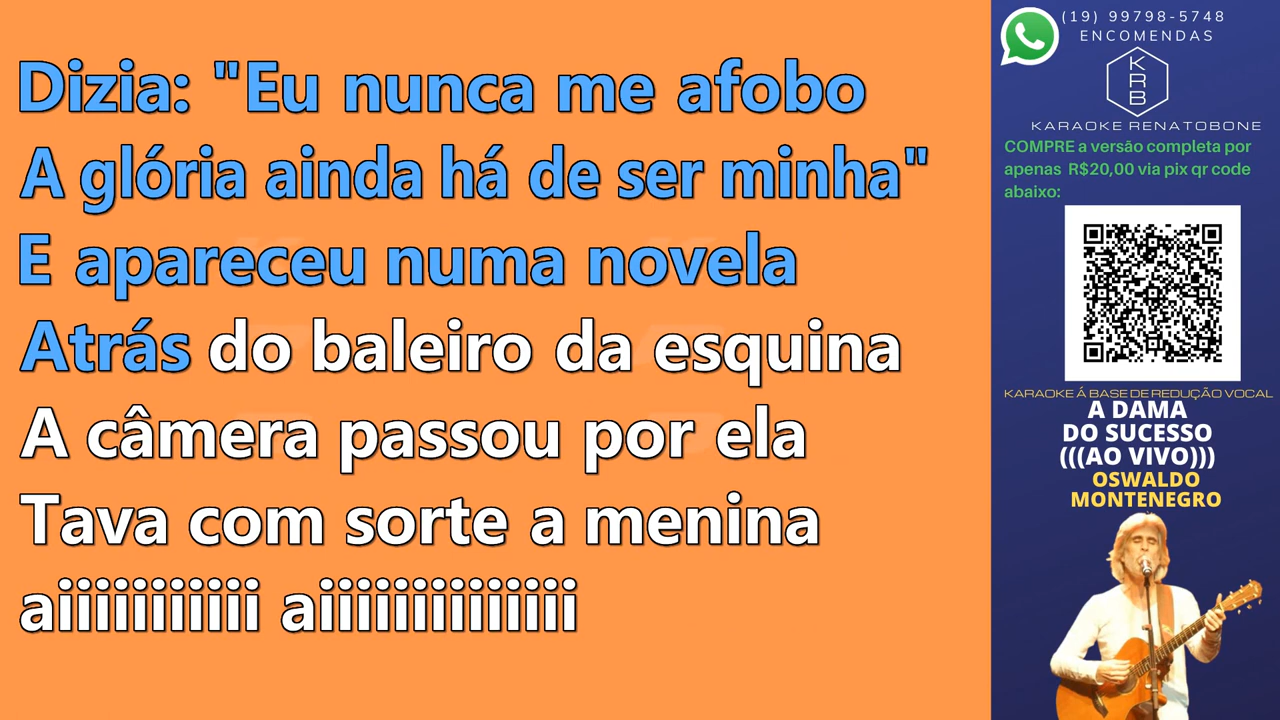 Dizia: "Eu nunca me afobo
A glória ainda há de ser minha"
E apareceu numa novela
Atrás do baleiro da esquina
A câmera passou por ela
Tava com sorte a menina
aiiiiiiiiiiii aiiiiiiiiiiiiiii
(19) 99798-5748
ENCOMENDAS
K
R
B
KARAOKE RENATOBONE
COMPRE a versão completa por
apenas R$20,00 via pix qr code
abaixo:
KARAOKE Á BASE DE REDUÇÃO VOCAL
A DAMA
DO SUCESSO
(((AO VIVO)))
OSWALDO
MONTENEGRO